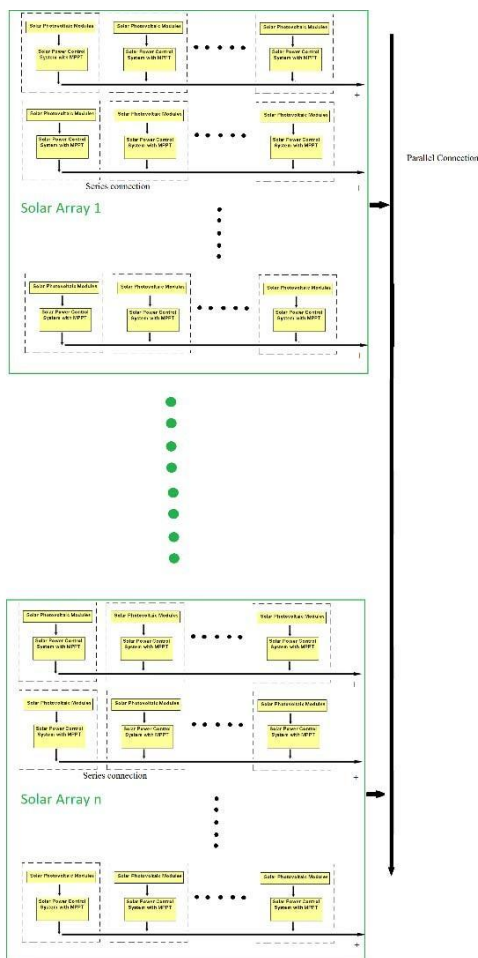 Solar Photovoltaic Modules Solar Photovoltaic Modules Solar Photovoltaic Modules
Solar Power Control Solar Power Control Solar Power Control
System with MPPT System with MPPT System with MPPT
+
Solar Photovoltaic Modules Solar Photovoltaic Modules Solar Photovoltaic Modules
Solar Power Control Solar Power Control Solar Power Control
System with MPPT System with MPPT System with MPPT
Parallel Connection
Series connection
Solar Array 1
Solar Photovoltaic Modules Solar Photovoltaic Modules Solar Photovoltaic Modules
Solar Power Control Solar Power Control Solar Power Control
System with MPPT System with MPPT System with MPPT
Solar Photovoltaic Modules Solar Photovoltaic Modules Solar Photovoltaic Modules
Solar Power Control Solar Power Control Solar Power Control
System with MPPT System with MPPT System with MPPT
Solar Photovoltaic Modules Solar Photovoltaic Modules Solar Photovoltaic Modules
Solar Power Control Solar Power Control Solar Power Control
System with MPPT System with MPPT System with MPPT
+
Series connection
Solar Array n
Solar Photovoltaic Modules Solar Photovoltaic Modules Solar Photovoltaic Modules
Solar Power Control Solar Power Control Solar Power Control
System with MPPT System with MPPT System with MPPT
+